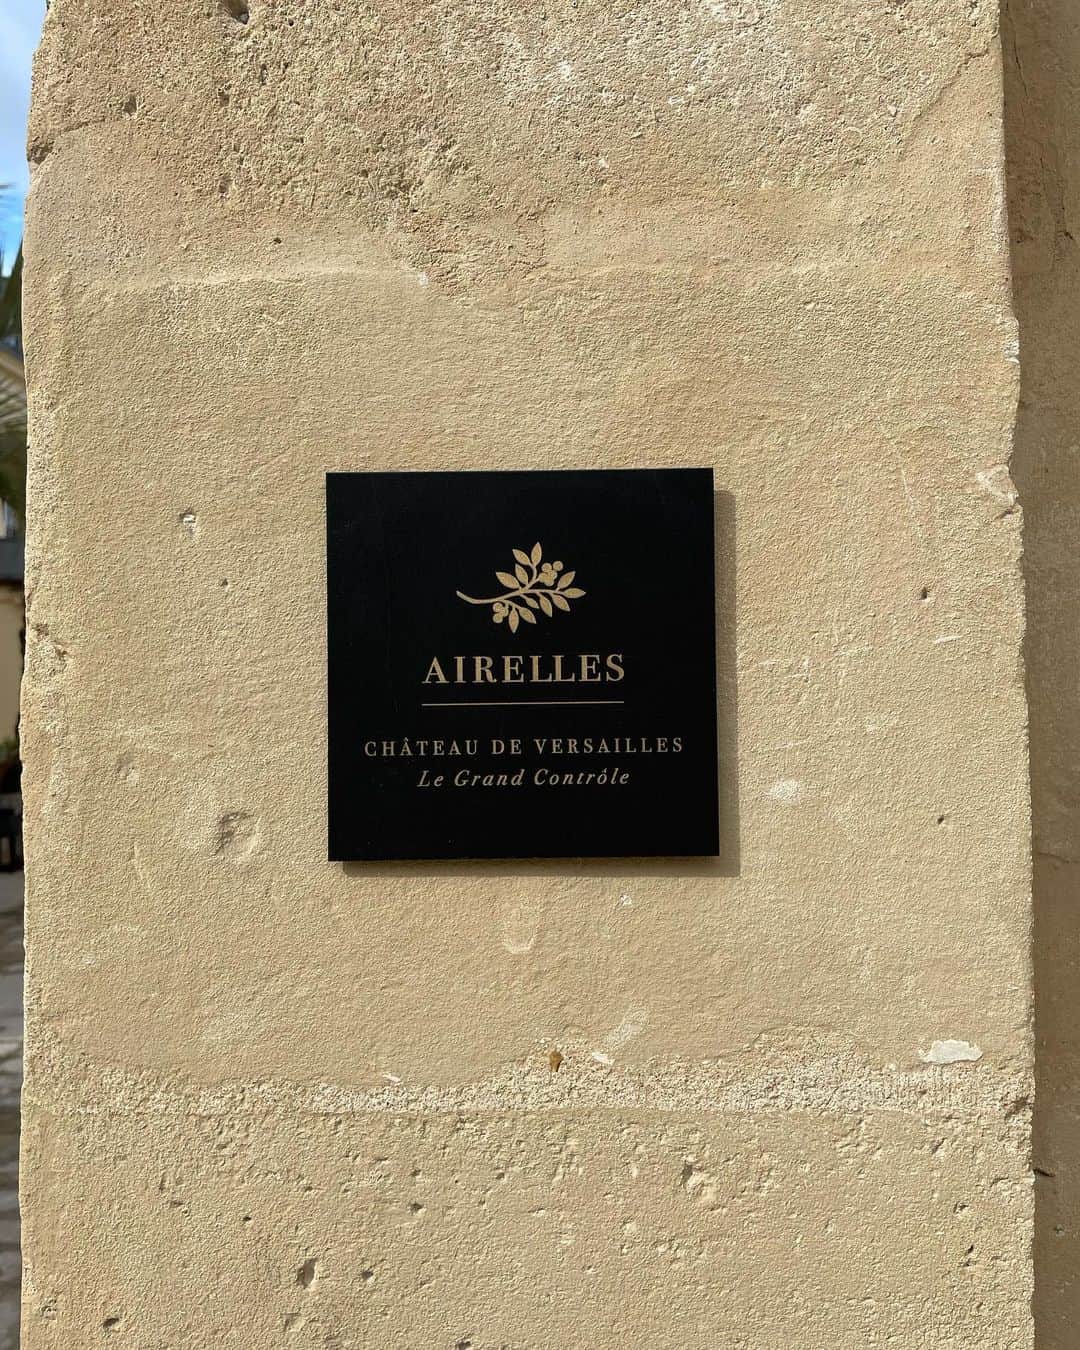 AIRELLES
CHÂTEAU DE VERSAILLES
Le Grand Contrôle